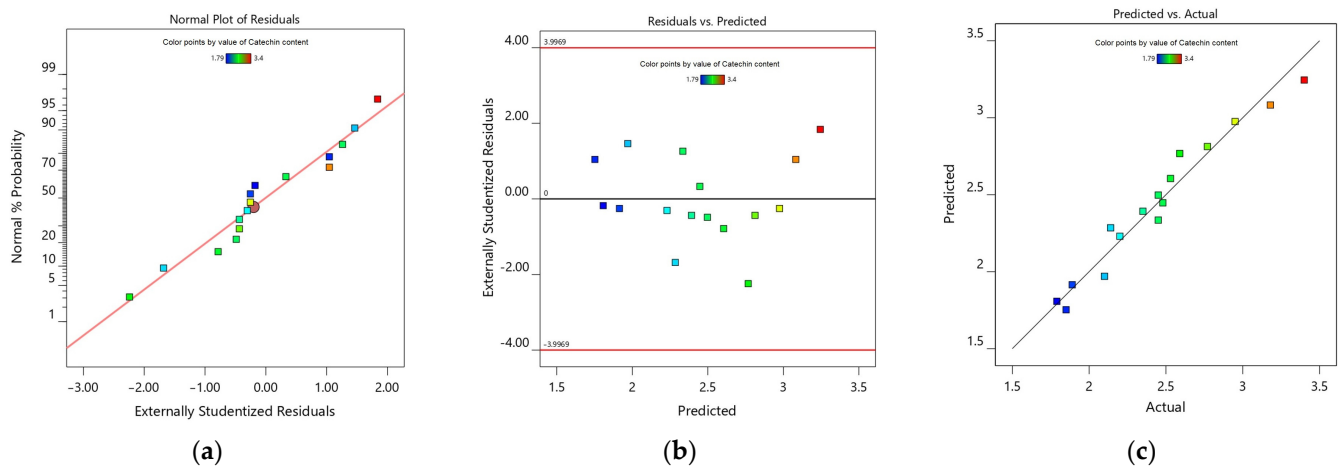 Normal Plot of Residuals
Color points by value of Catechin content
1.79 3.4
Normal % Probability
99
95
90
70
50
20
10
5
1
−3.00 −2.00 −1.00 0.00 1.00 2.00
Externally Studentized Residuals
(a)
Residuals vs. Predicted
Color points by value of Catechin content
1.79 3.4
Externally Studentized Residuals
4.00
2.00
0.00
−2.00
−4.00
3.9969
0
−3.9969
2 2.5 3 3.5
Predicted
(b)
Predicted vs. Actual
Color points by value of Catechin content
1.79 3.4
Predicted
3.5
3
2.5
2
1.5
1.5 2 2.5 3 3.5
Actual
(c)